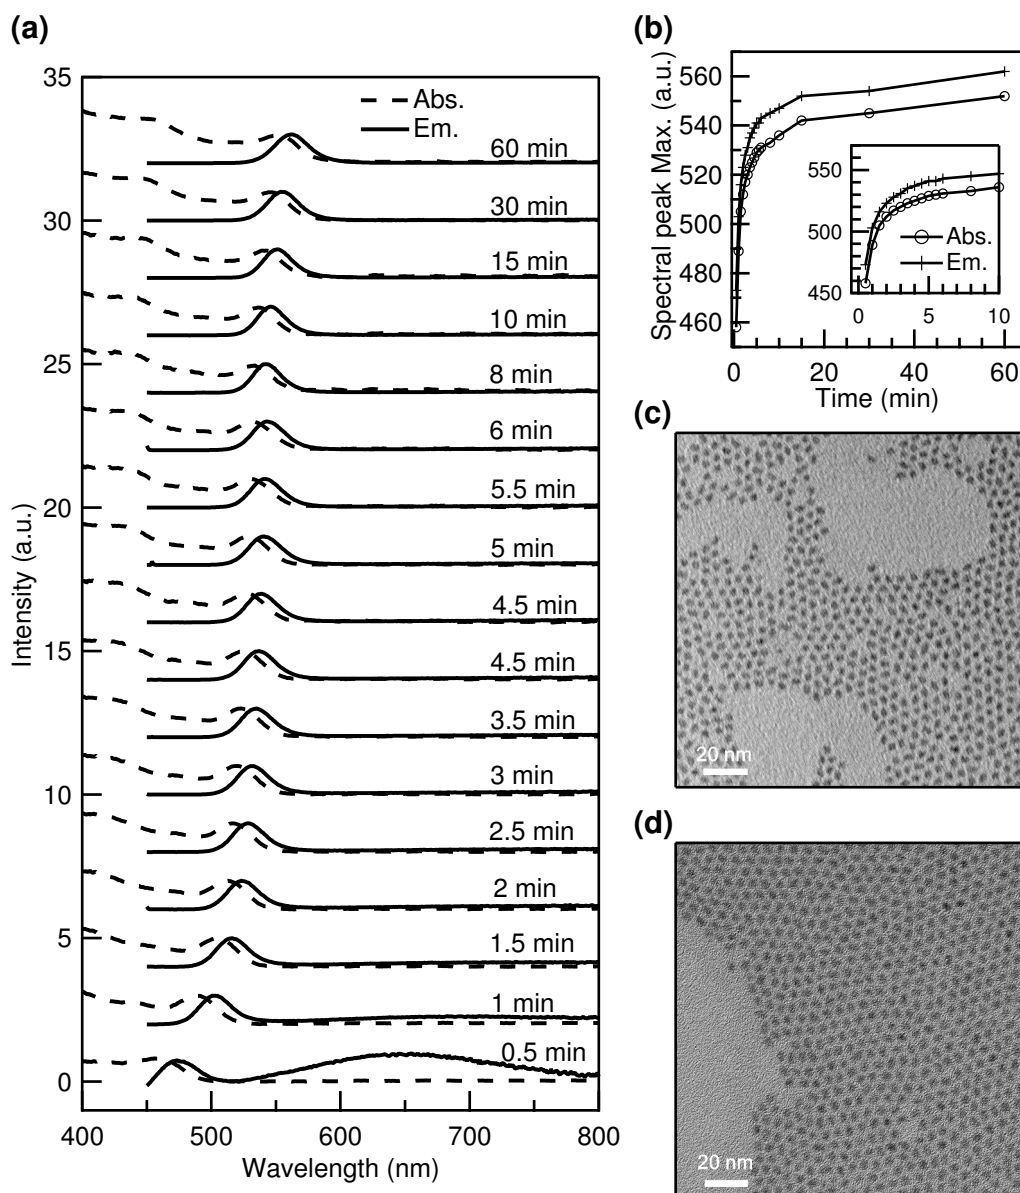 (a)
35
30
25
20
15
10
5
0
Intensity (a.u.)
Abs.
Em.
60 min
30 min
15 min
10 min
8 min
6 min
5.5 min
5 min
4.5 min
4.5 min
3.5 min
3 min
2.5 min
2 min
1.5 min
1 min
0.5 min
400 500 600 700 800
Wavelength (nm)
(b)
Spectral peak Max. (a.u.)
560
540
520
500
480
460
550
500
450
Abs.
Em.
0 5 10
0 20 40 60
Time (min)
(c)
20 nm
(d)
20 nm